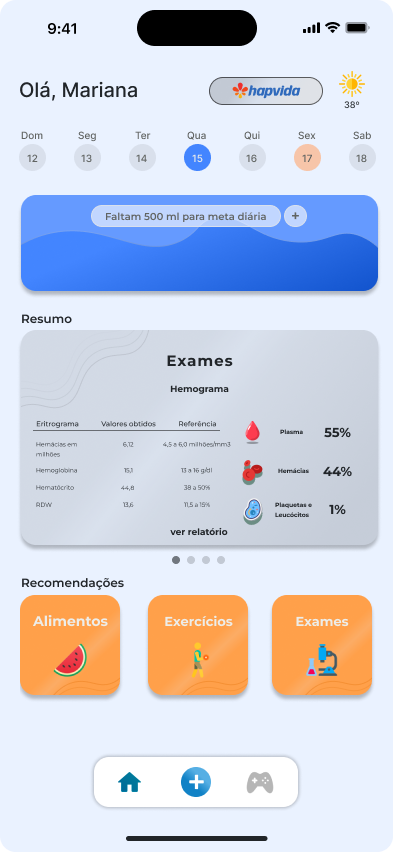 9:41
Olá, Mariana
hapvida
38°
Dom Seg Ter Qua Qui Sex Sab
12 13 14 15 16 17 18
Faltam 500 ml para meta diária +
Resumo
Exames
Hemograma
Eritrograma Valores obtidos Referência
Hemácias em milhões 6,12 4,5 a 6,0 milhões/mm3
Hemoglobina 15,1 13 a 16 g/dl
Hematócrito 44,8 38 a 50%
RDW 13,6 11,5 a 15%
Plasma 55%
Hemácias 44%
Plaquetas e Leucócitos 1%
ver relatório
Recomendações
Alimentos Exercícios Exames